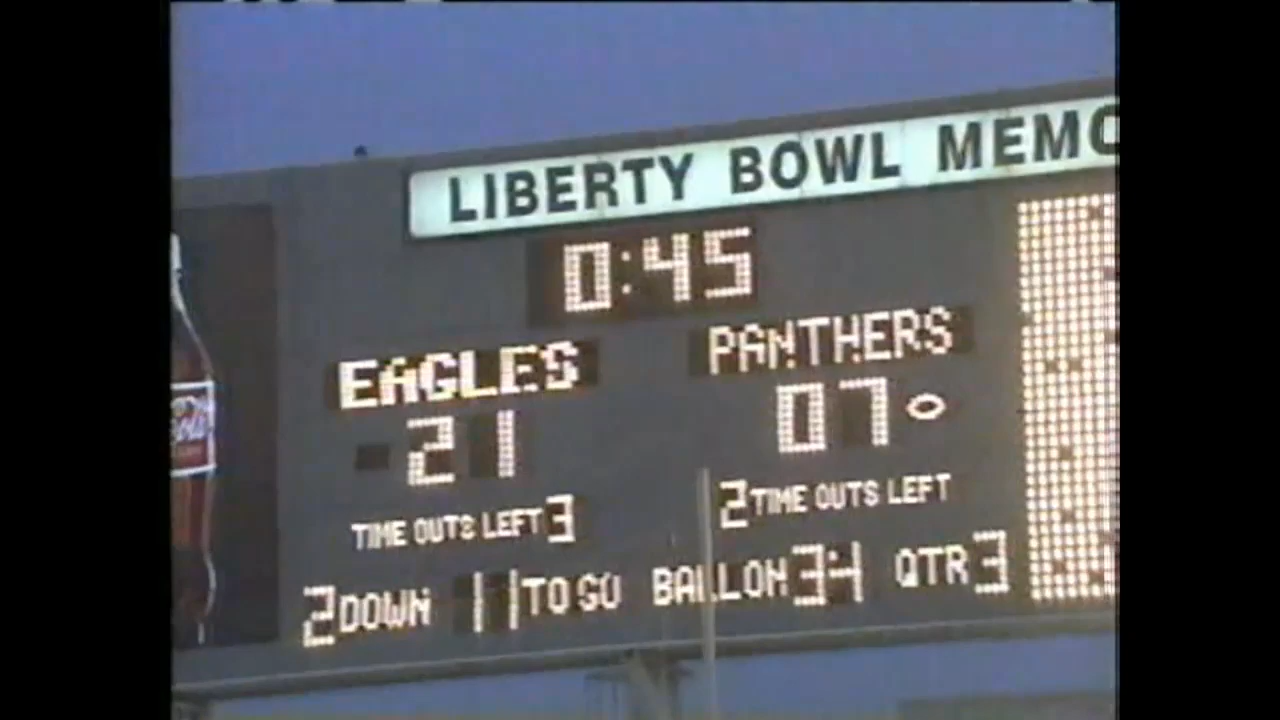 LIBERTY BOWL MEMO
0:45
EAGLES PANTHERS
21 07
TIME OUTS LEFT 3 2 TIME OUTS LEFT
2 DOWN 11 TO GO BALL ON 34 QTR 3